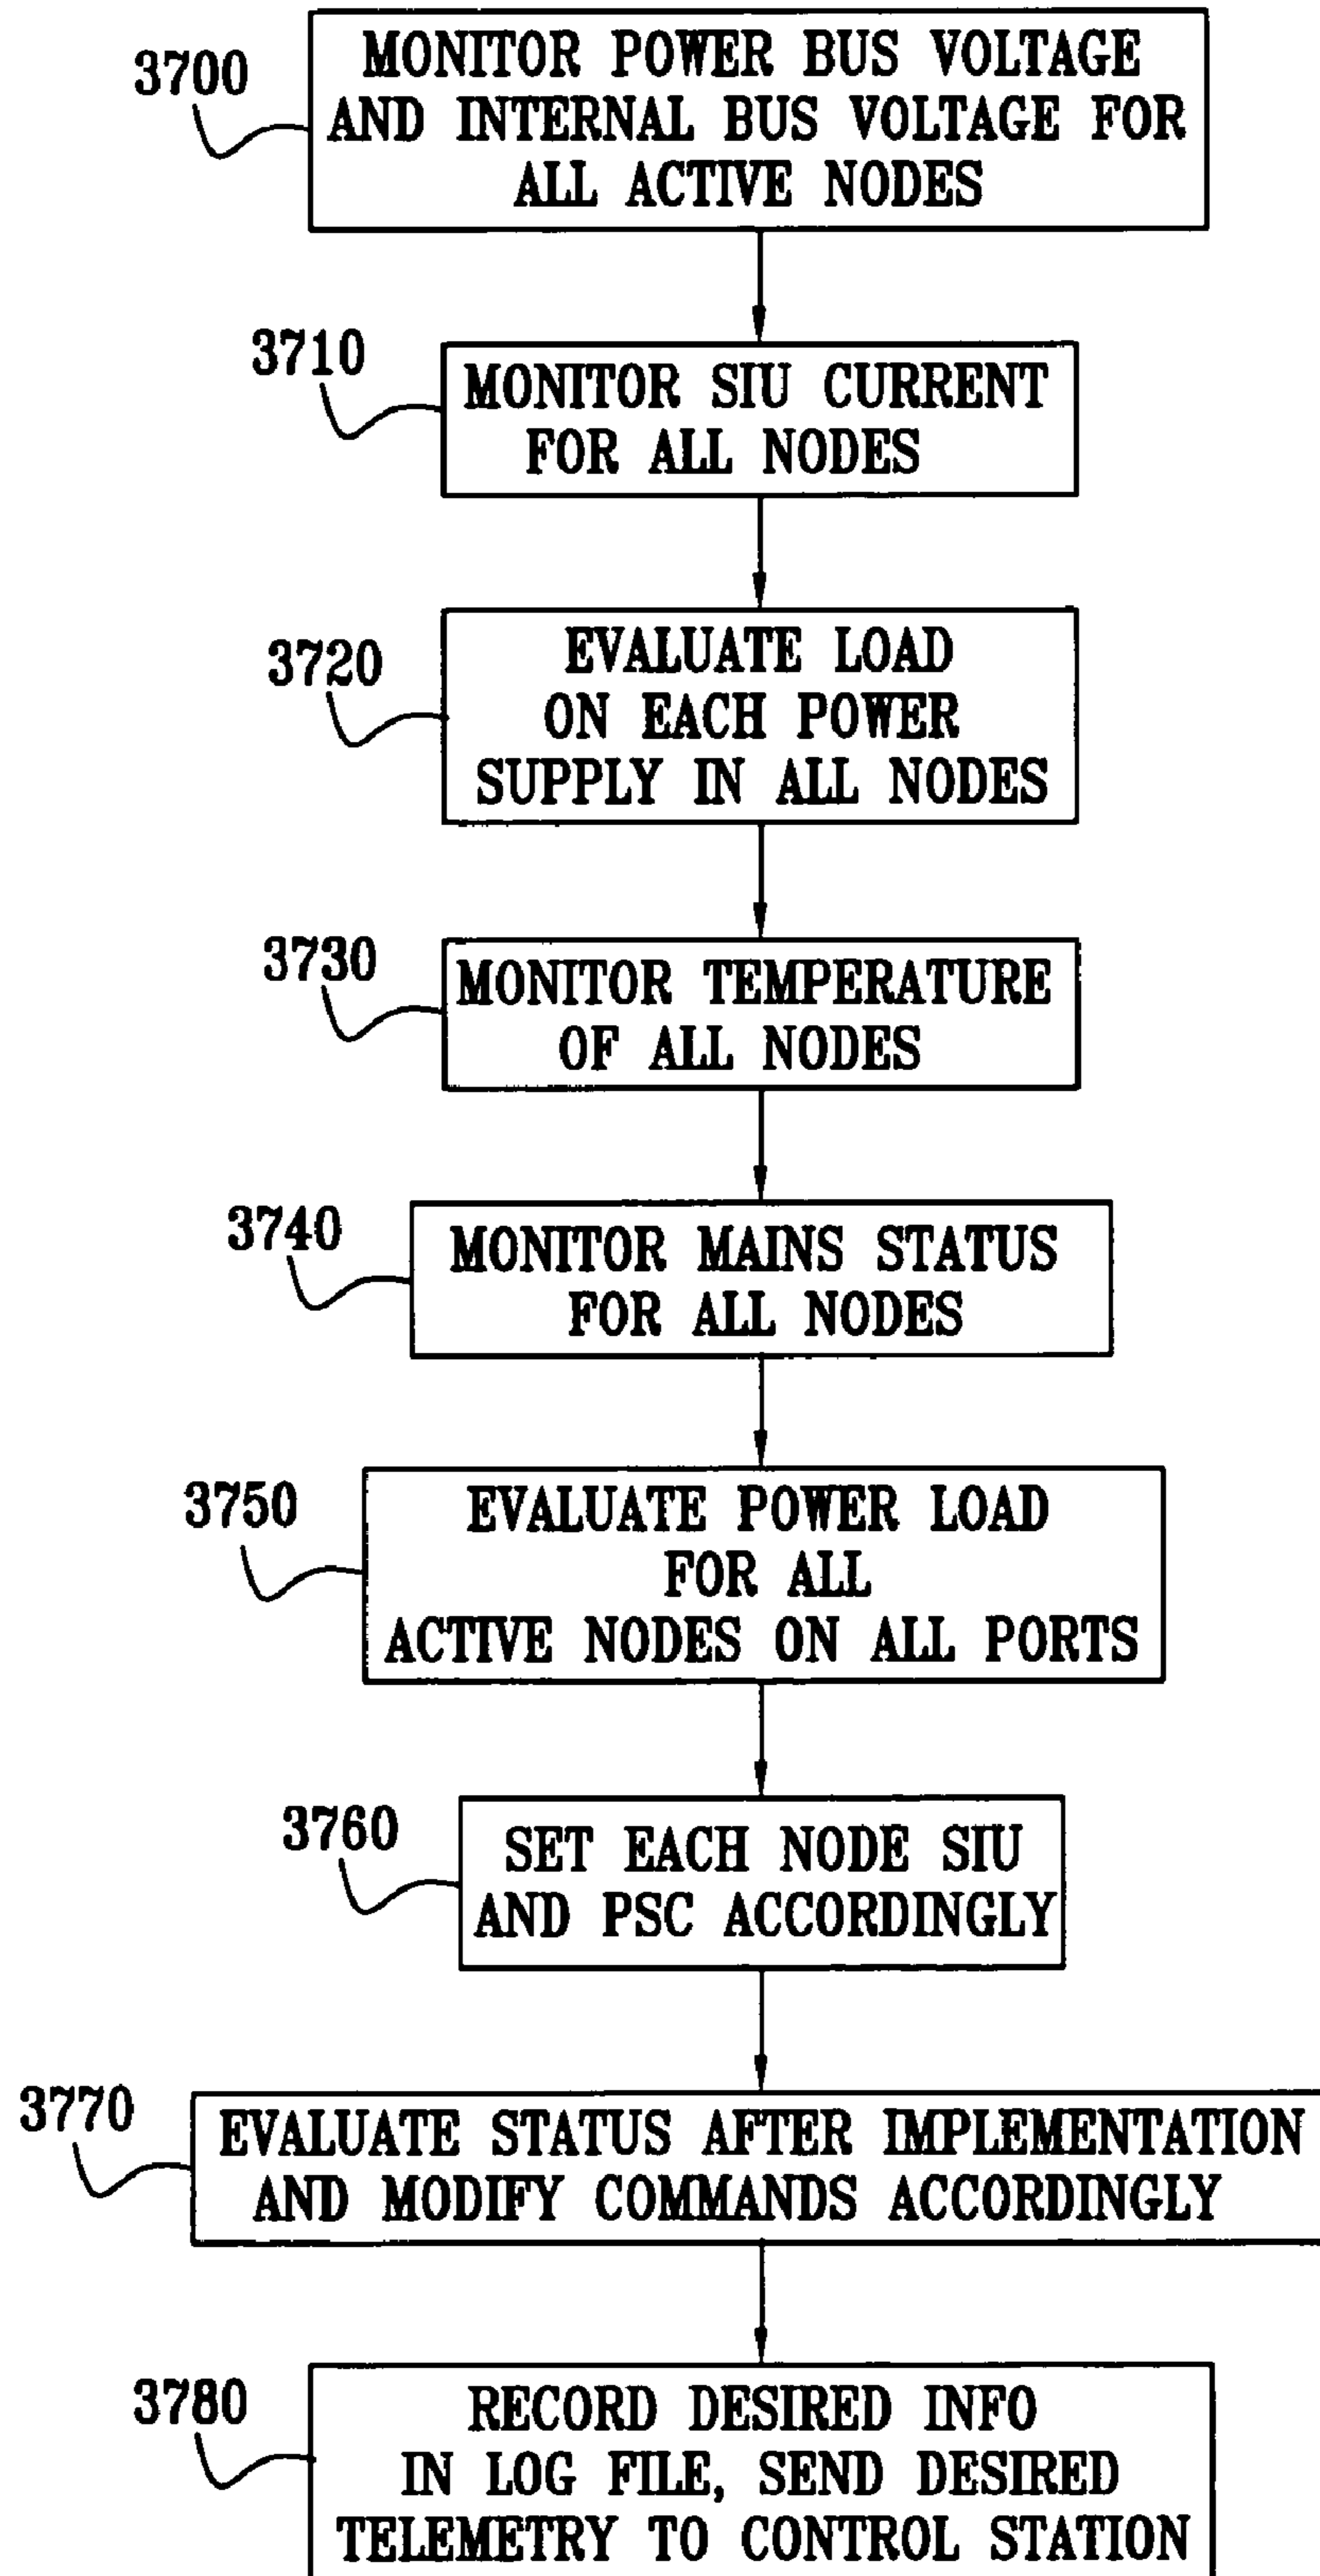 3700
MONITOR POWER BUS VOLTAGE
AND INTERNAL BUS VOLTAGE FOR
ALL ACTIVE NODES
3710
MONITOR SIU CURRENT
FOR ALL NODES
3720
EVALUATE LOAD
ON EACH POWER
SUPPLY IN ALL NODES
3730
MONITOR TEMPERATURE
OF ALL NODES
3740
MONITOR MAINS STATUS
FOR ALL NODES
3750
EVALUATE POWER LOAD
FOR ALL
ACTIVE NODES ON ALL PORTS
3760
SET EACH NODE SIU
AND PSC ACCORDINGLY
3770
EVALUATE STATUS AFTER IMPLEMENTATION
AND MODIFY COMMANDS ACCORDINGLY
3780
RECORD DESIRED INFO
IN LOG FILE, SEND DESIRED
TELEMETRY TO CONTROL STATION